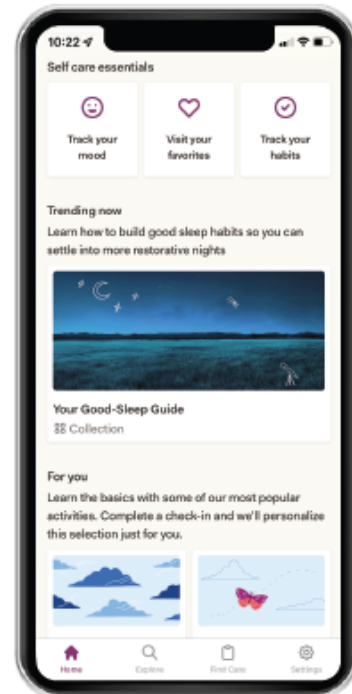 10:22
Self care essentials
Track your
mood
Visit your
favorites
Track your
habits
Trending now
Learn how to build good sleep habits so you can
settle into more restorative nights
Your Good-Sleep Guide
Collection
For you
Learn the basics with some of our most popular
activities. Complete a check-in and we'll personalize
this selection just for you.
Home
Explore
Find Care
Settings